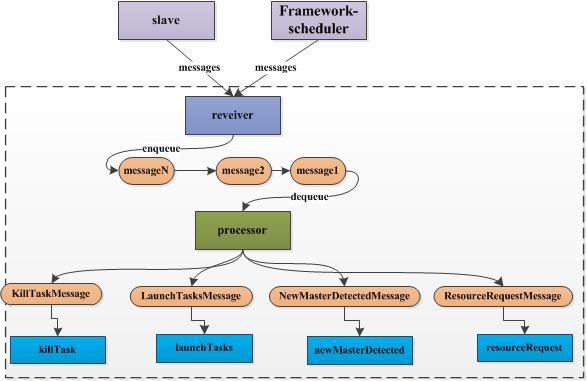 slave
Framework-
scheduler
messages
messages
reveiver
enqueue
messageN
message2
message1
dequeue
processor
KillTaskMessage
LaunchTasksMessage
NewMasterDetectedMessage
ResourceRequestMessage
killTask
launchTasks
newMasterDetected
resourceRequest